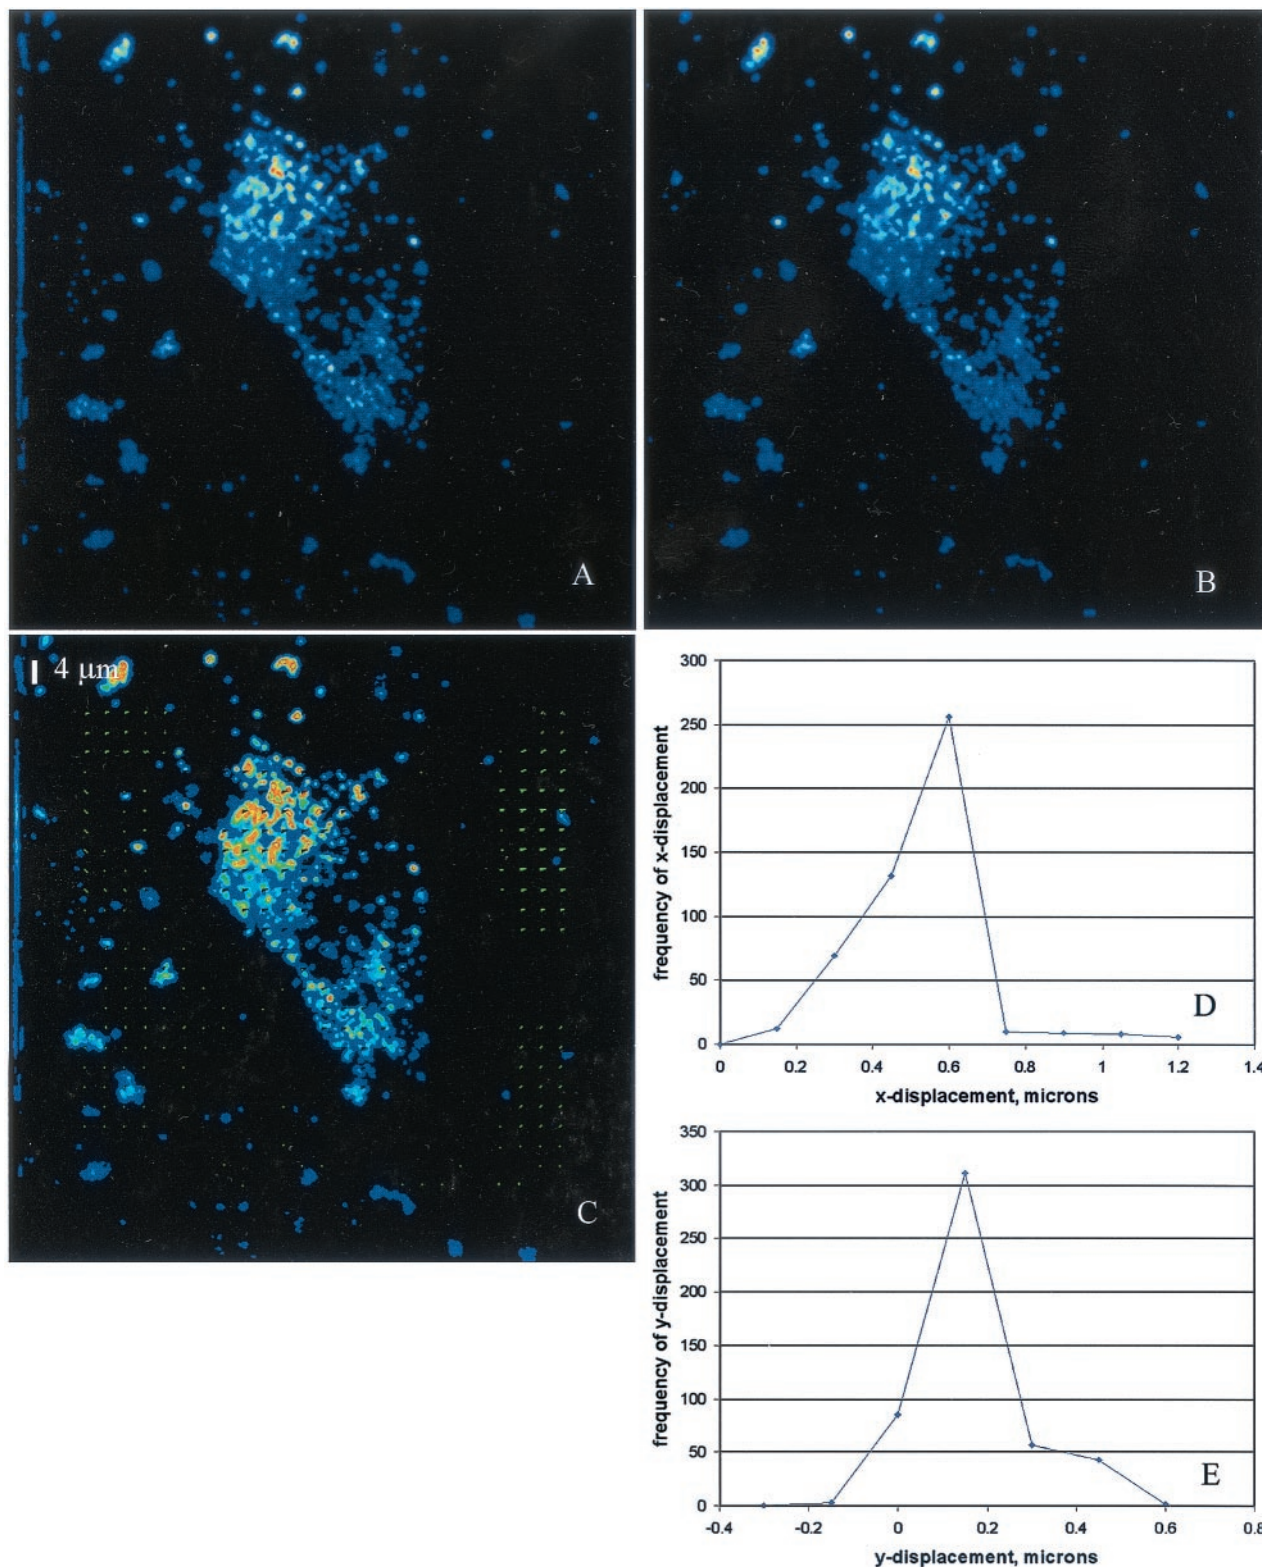 A
B
4 μm
C
300
250
200
150
100
50
0
frequency of x-displacement
0 0.2 0.4 0.6 0.8 1 1.2 1.4
x-displacement, microns
D
350
300
250
200
150
100
50
0
frequency of y-displacement
-0.4 -0.2 0 0.2 0.4 0.6 0.8
y-displacement, microns
E